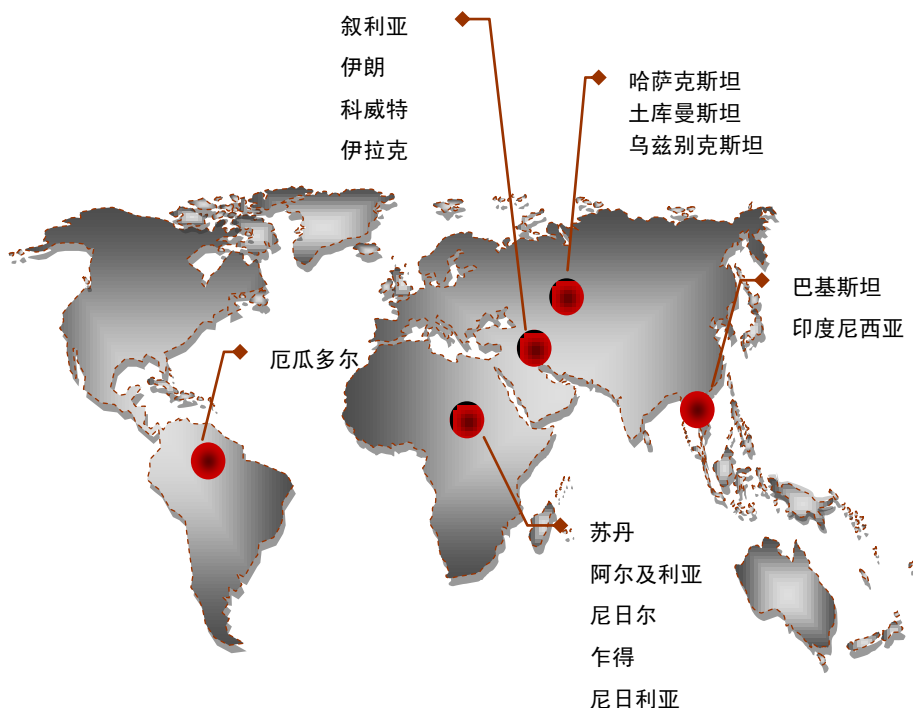 叙利亚
伊朗
科威特
伊拉克
哈萨克斯坦
土库曼斯坦
乌兹别克斯坦
巴基斯坦
印度尼西亚
厄瓜多尔
苏丹
阿尔及利亚
尼日尔
乍得
尼日利亚